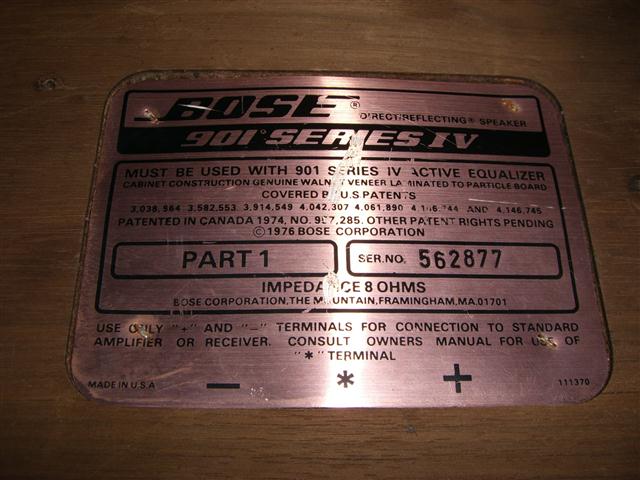 BOSE® DIRECT/REFLECTING® SPEAKER
901® SERIES IV
MUST BE USED WITH 901 SERIES IV ACTIVE EQUALIZER
CABINET CONSTRUCTION GENUINE WALNUT VENEER LAMINATED TO PARTICLE BOARD
COVERED BY U.S PATENTS
3,038,964 3,582,553 3,914,549 4,042,307 4,061,890 AND 4,146,745
PATENTED IN CANADA 1974, NO. 285. OTHER PATENT RIGHTS PENDING
©1976 BOSE CORPORATION
PART 1
SER.NO. 562877
IMPEDANCE 8 OHMS
BOSE CORPORATION, THE MOUNTAIN, FRAMINGHAM, MA. 01701
USE ONLY "+" AND "−" TERMINALS FOR CONNECTION TO STANDARD
AMPLIFIER OR RECEIVER. CONSULT OWNERS MANUAL FOR USE OF
"*" TERMINAL
MADE IN U.S.A
− * +
111370